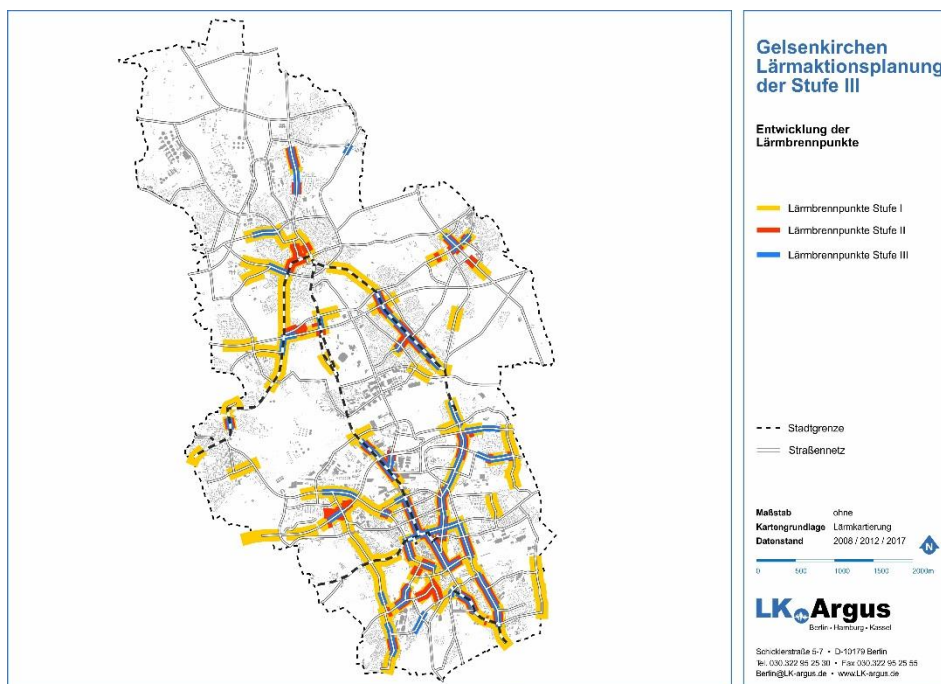 Gelsenkirchen
Lärmaktionsplanung
der Stufe III
Entwicklung der
Lärmbrennpunkte
Lärmbrennpunkte Stufe I
Lärmbrennpunkte Stufe II
Lärmbrennpunkte Stufe III
Stadtgrenze
Straßennetz
Maßstab ohne
Kartengrundlage Lärmkartierung
Datenstand 2008 / 2012 / 2017
N
0 500 1000 1500 2000m
LK Argus
Berlin • Hamburg • Kassel
Schicklerstraße 5-7 • D-10179 Berlin
Tel. 030.322 95 25 30 • Fax 030.322 95 25 55
Berlin@LK-argus.de • www.LK-argus.de